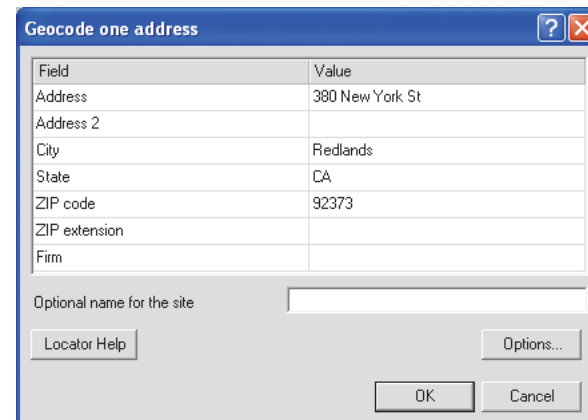 Geocode one address
Field Value
Address 380 New York St
Address 2
City Redlands
State CA
ZIP code 92373
ZIP extension
Firm
Optional name for the site
Locator Help Options...
OK Cancel